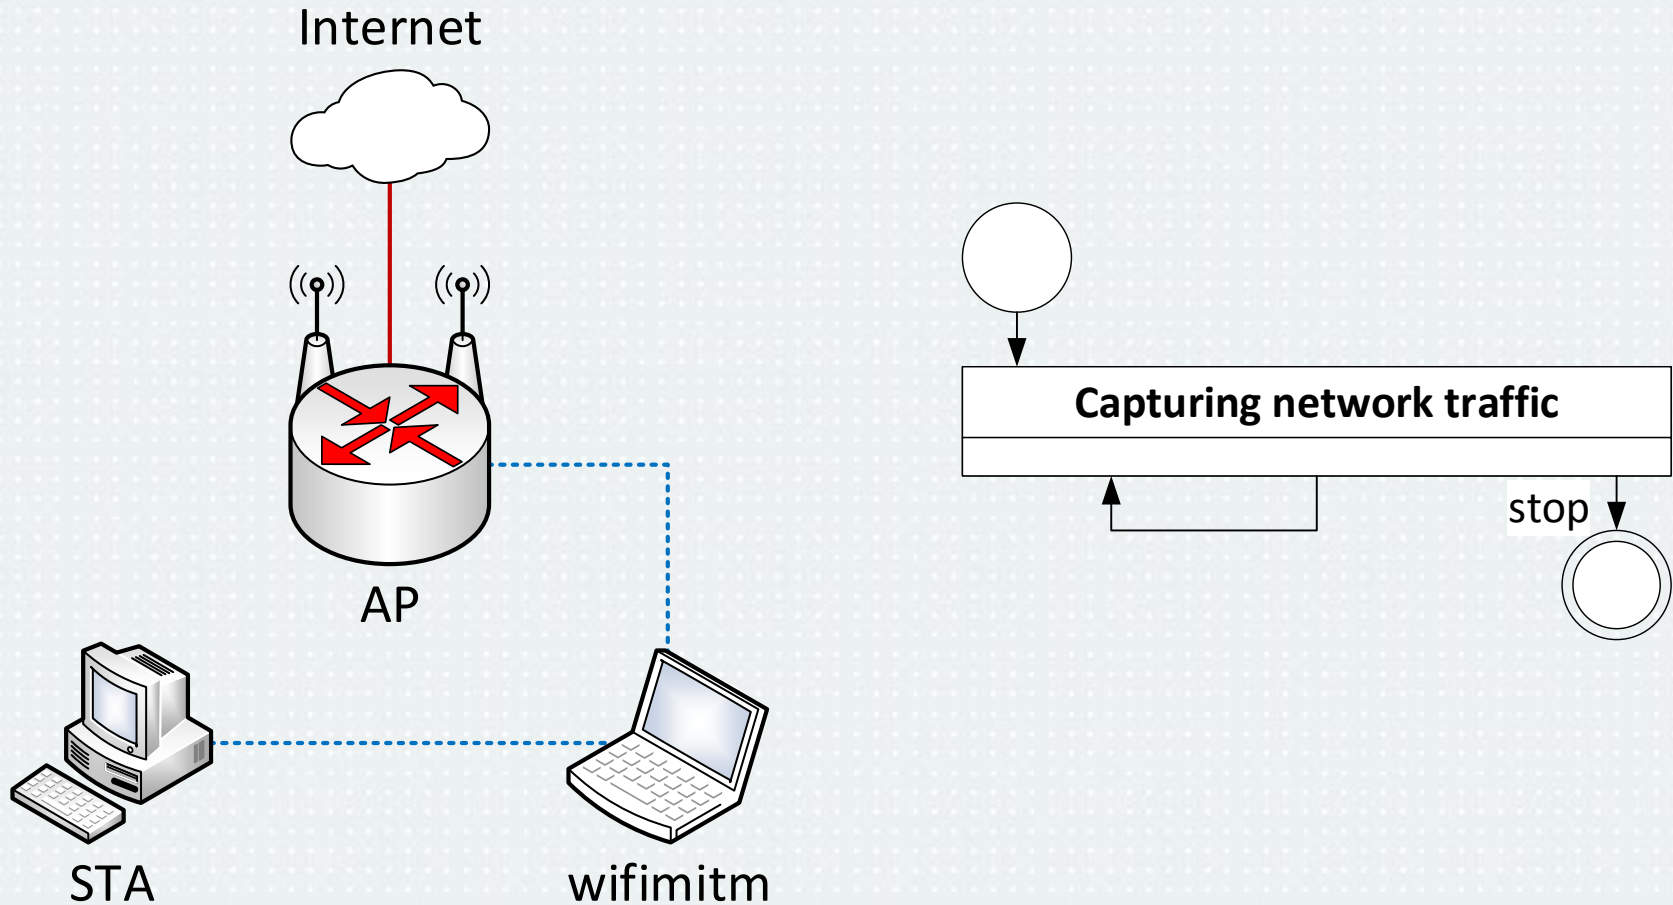 Internet
AP
STA
wifimitm
Capturing network traffic
stop